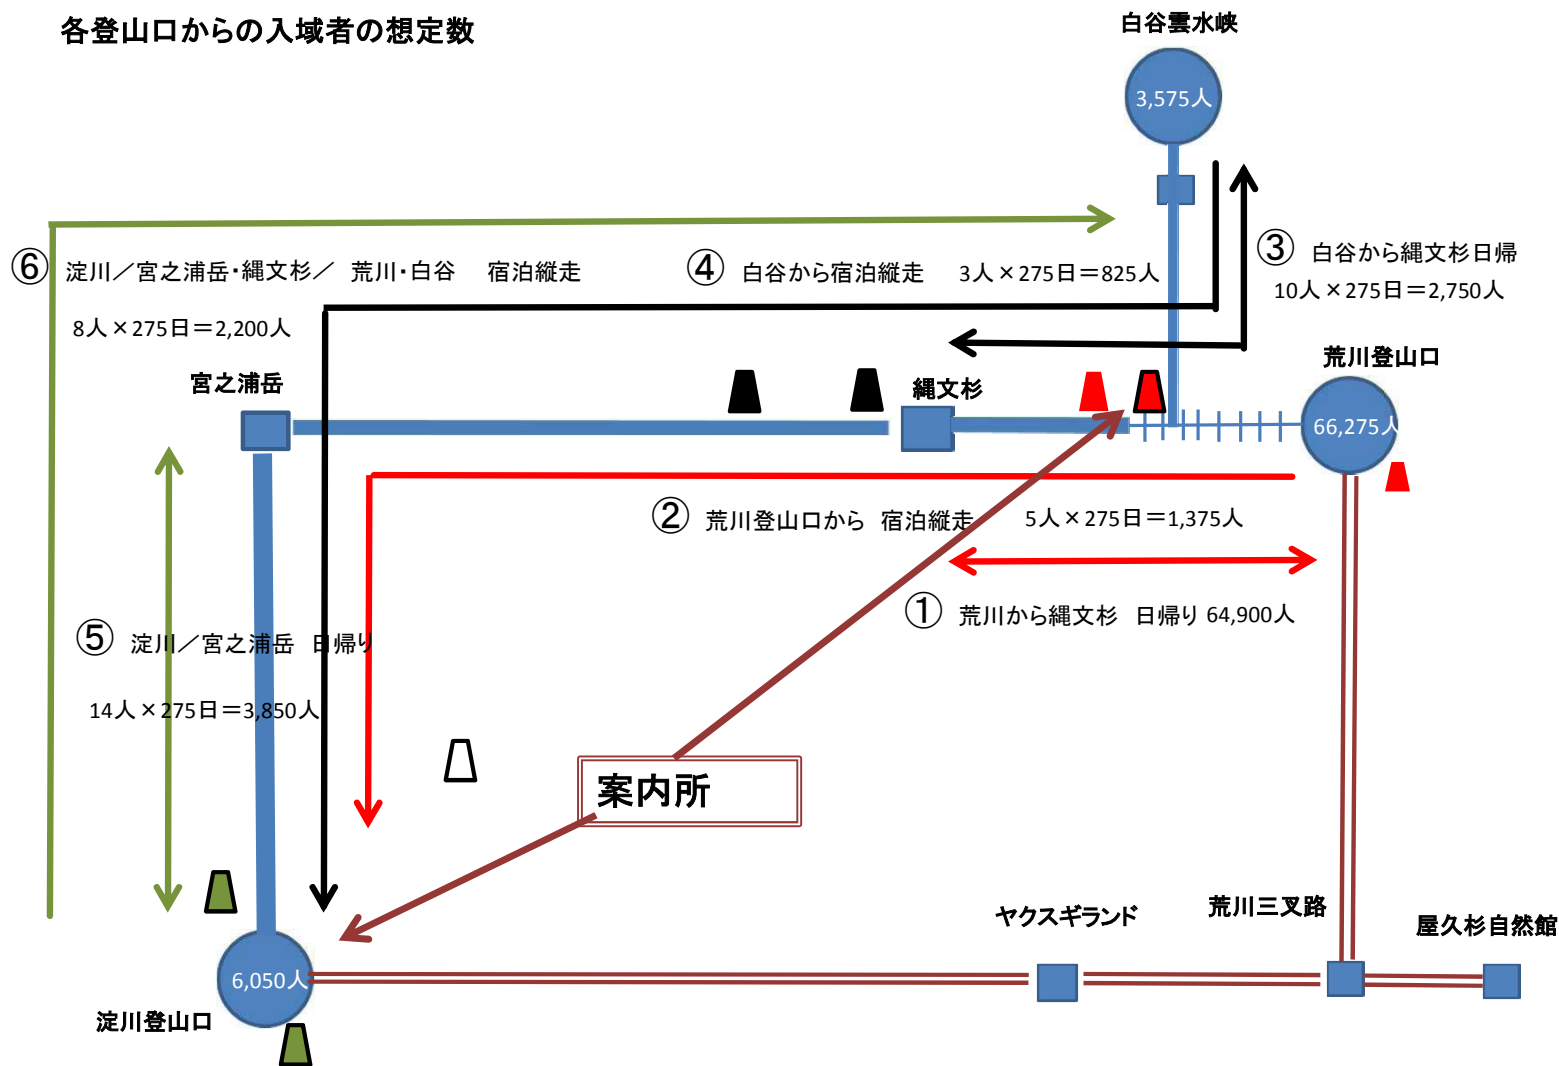 各登山口からの入域者の想定数
白谷雲水峡
3,575人
⑥ 淀川／宮之浦岳・縄文杉／ 荒川・白谷 宿泊縦走
8人×275日＝2,200人
④ 白谷から宿泊縦走 3人×275日＝825人
③ 白谷から縄文杉日帰
10人×275日＝2,750人
宮之浦岳
縄文杉
荒川登山口
66,275人
② 荒川登山口から 宿泊縦走 5人×275日＝1,375人
① 荒川から縄文杉 日帰り 64,900人
⑤ 淀川／宮之浦岳 日帰り
14人×275日＝3,850人
案内所
ヤクスギランド
荒川三叉路
屋久杉自然館
6,050人
淀川登山口